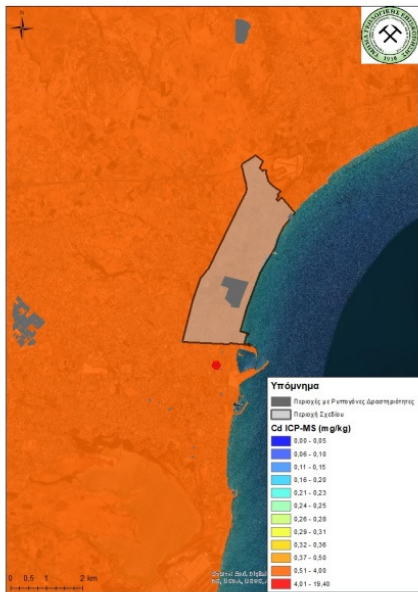 N
ΤΜΗΜΑ ΓΕΩΛΟΓΙΚΗΣ ΕΠΙΣΚΟΠΗΣΗΣ
Υπόμνημα
Περιοχές με Ρυπογόνες Δραστηριότητες
Περιοχή Σχεδίου
Cd ICP-MS (mg/kg)
0,00 - 0,05
0,06 - 0,10
0,11 - 0,15
0,16 - 0,20
0,21 - 0,23
0,24 - 0,25
0,26 - 0,28
0,29 - 0,31
0,32 - 0,36
0,37 - 0,50
0,51 - 4,00
4,01 - 19,40
0 0,5 1 2 km